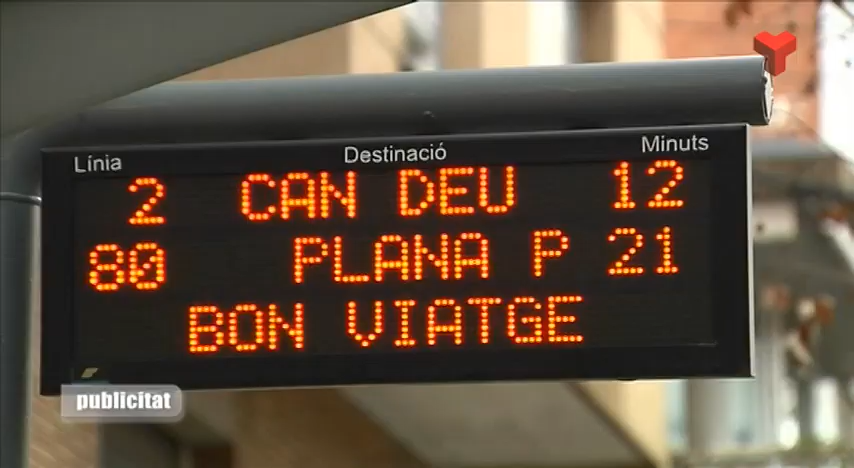 Línia Destinació Minuts
2 CAN DEU 12
80 PLANA P 21
BON VIATGE
publicitat